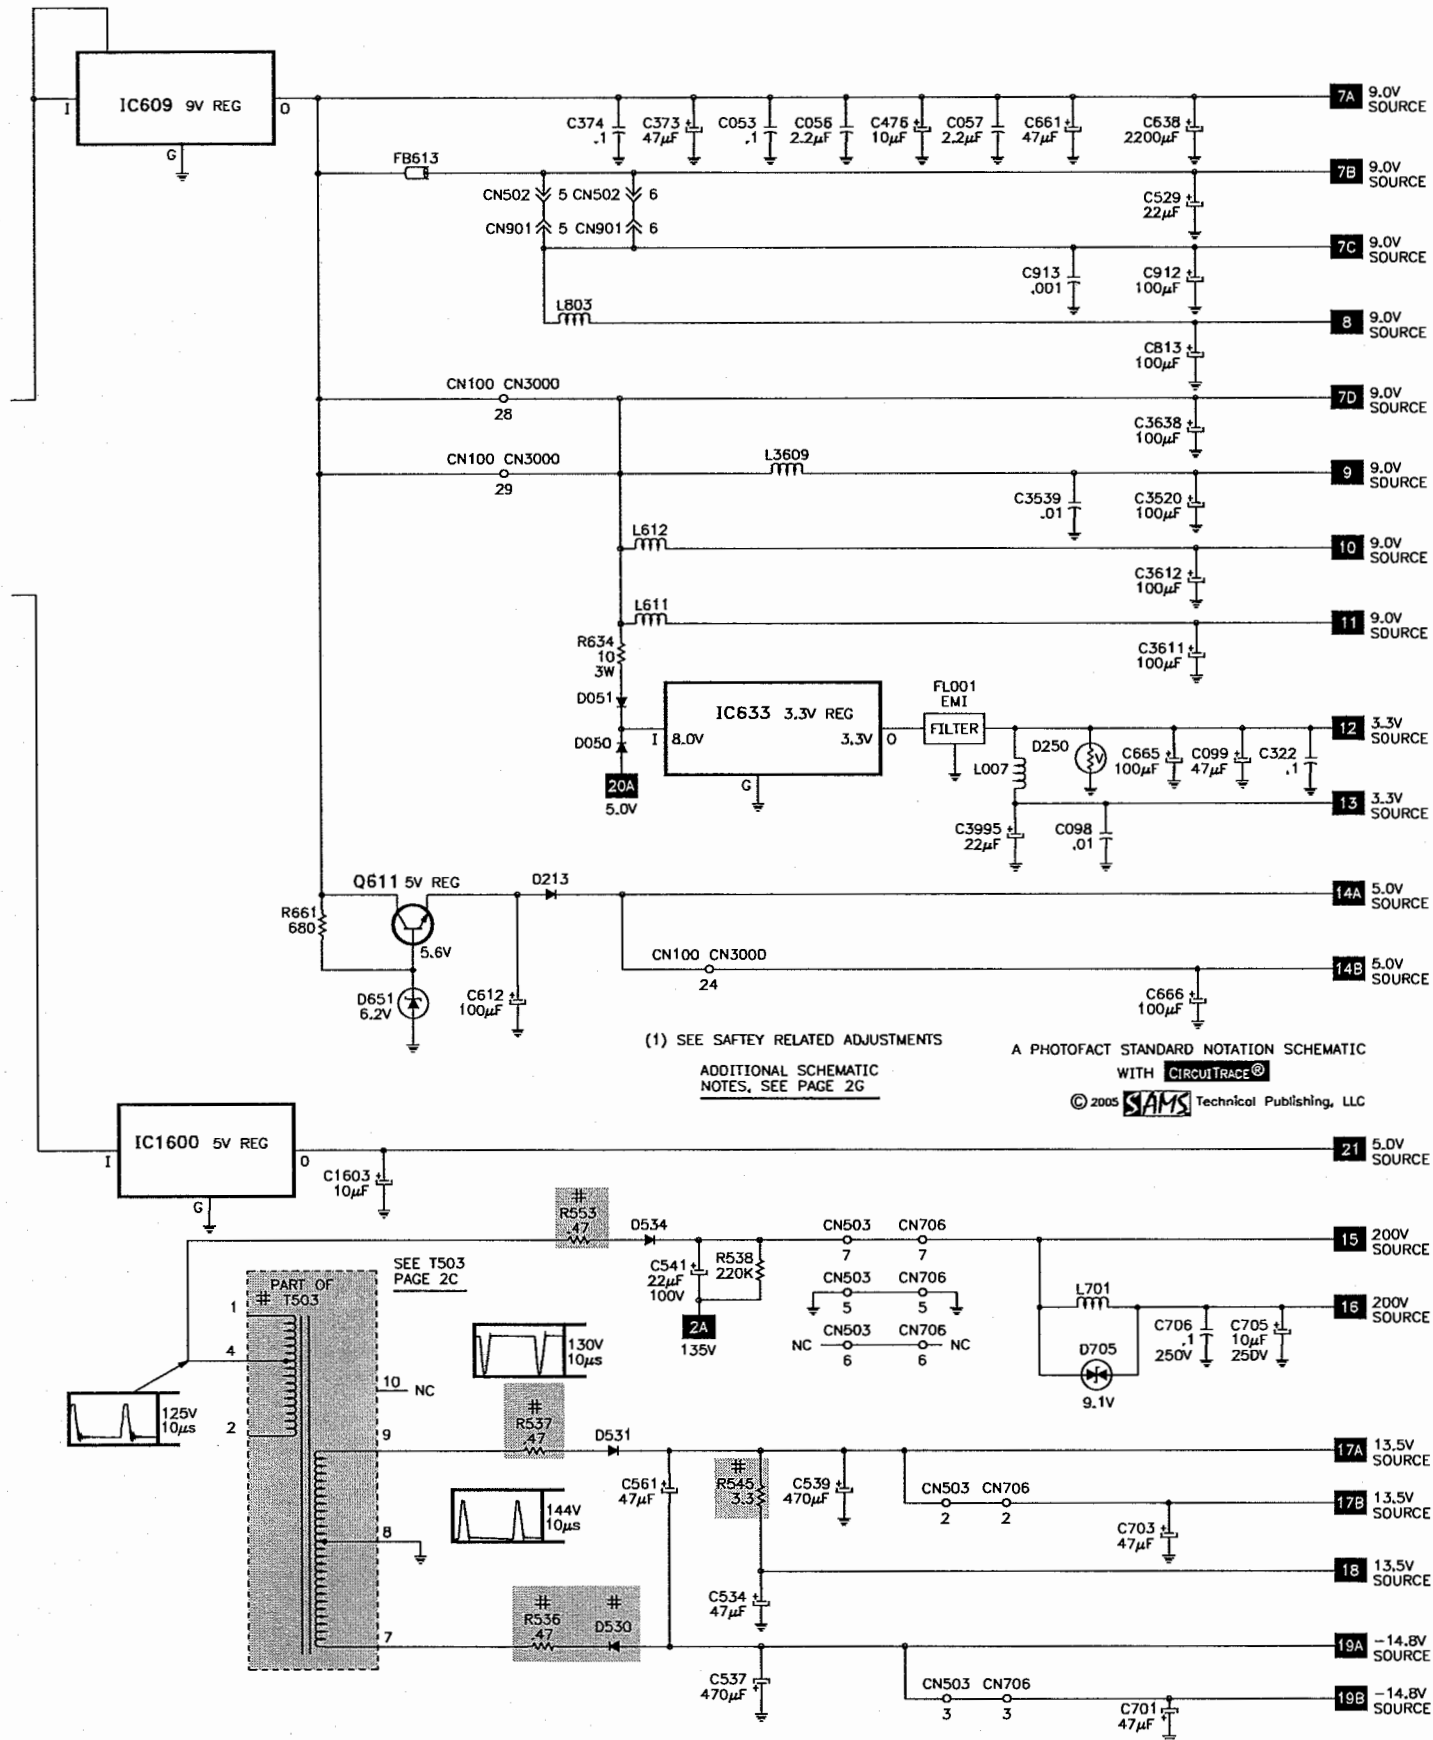 IC609 9V REG
I
O
G
C374
.1
C373
47µF
C053
.1
C056
2.2µF
C476
10µF
C057
2.2µF
C661
47µF
C638
2200µF
7A 9.0V
SOURCE
FB613
CN502 5 CN502 6
CN901 5 CN901 6
C529
22µF
7B 9.0V
SOURCE
C913
.001
C912
100µF
7C 9.0V
SOURCE
L803
C813
100µF
8 9.0V
SOURCE
CN100 CN3000
28
C3638
100µF
7D 9.0V
SOURCE
CN100 CN3000
29
L3609
C3539
.01
C3520
100µF
9 9.0V
SOURCE
L612
C3612
100µF
10 9.0V
SOURCE
L611
C3611
100µF
11 9.0V
SOURCE
R634
10
3W
D051
D050
20A
5.0V
IC633 3.3V REG
I 8.0V
3.3V O
G
FL001
EMI
FILTER
L007
D250
V
C665
100µF
C099
47µF
C322
.1
12 3.3V
SOURCE
C3995
22µF
C098
.01
13 3.3V
SOURCE
Q611 5V REG
D213
R661
680
5.6V
D651
6.2V
C612
100µF
14A 5.0V
SOURCE
CN100 CN3000
24
C666
100µF
14B 5.0V
SOURCE
(1) SEE SAFTEY RELATED ADJUSTMENTS
ADDITIONAL SCHEMATIC
NOTES, SEE PAGE 2G
A PHOTOFACT STANDARD NOTATION SCHEMATIC
WITH CIRCUITRACE®
© 2005 SAMS Technical Publishing, LLC
IC1600 5V REG
I
O
G
C1603
10µF
21 5.0V
SOURCE
#
R553
.47
D534
C541
22µF
100V
R538
220K
2A
135V
CN503 CN706
7 7
CN503 CN706
5 5
NC CN503 CN706 NC
6 6
15 200V
SOURCE
L701
D705
9.1V
C706
.1
250V
C705
10µF
250V
16 200V
SOURCE
SEE T503
PAGE 2C
PART OF
# T503
1
4
2
10 NC
9
8
7
125V
10µs
130V
10µs
144V
10µs
#
R537
.47
D531
C561
47µF
#
R545
3.3
C539
470µF
17A 13.5V
SOURCE
CN503 CN706
2 2
C703
47µF
17B 13.5V
SOURCE
C534
47µF
18 13.5V
SOURCE
# #
R536 D530
.47
C537
470µF
19A -14.8V
SOURCE
CN503 CN706
3 3
C701
47µF
19B -14.8V
SOURCE